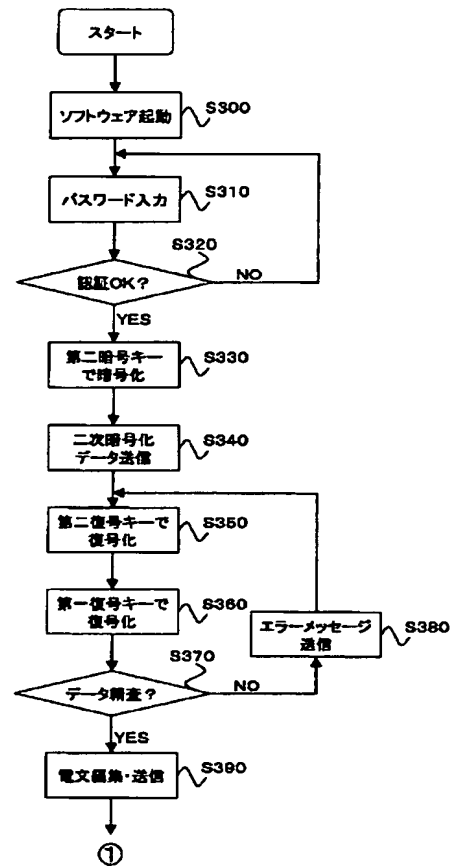 スタート
ソフトウェア起動
S300
パスワード入力
S310
S320
認証OK?
NO
YES
第二暗号キー
で暗号化
S330
二次暗号化
データ送信
S340
第二復号キーで
復号化
S350
第一復号キーで
復号化
S360
エラーメッセージ
送信
S380
S370
データ精査?
NO
YES
電文編集・送信
S390
①